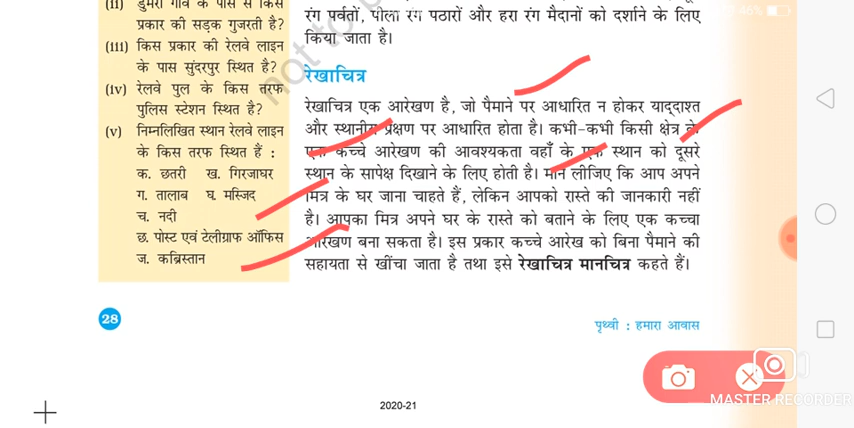 (ii) डुमरी गाँव के पास से किस
प्रकार की सड़क गुजरती है?
(iii) किस प्रकार की रेलवे लाइन
के पास सुंदरपुर स्थित है?
(iv) रेलवे पुल के किस तरफ
पुलिस स्टेशन स्थित है?
(v) निम्नलिखित स्थान रेलवे लाइन
के किस तरफ स्थित हैं :
क. छतरी ख. गिरजाघर
ग. तालाब घ. मस्जिद
च. नदी
छ. पोस्ट एवं टेलीग्राफ ऑफिस
ज. कब्रिस्तान
रंग पर्वतों, पीला रंग पठारों और हरा रंग मैदानों को दर्शाने के लिए
किया जाता है।
रेखाचित्र
रेखाचित्र एक आरेखण है, जो पैमाने पर आधारित न होकर याद्दाश्त
और स्थानीय प्रेक्षण पर आधारित होता है। कभी-कभी किसी क्षेत्र के
एक कच्चे आरेखण की आवश्यकता वहाँ के एक स्थान को दूसरे
स्थान के सापेक्ष दिखाने के लिए होती है। मान लीजिए कि आप अपने
मित्र के घर जाना चाहते हैं, लेकिन आपको रास्ते की जानकारी नहीं
है। आपका मित्र अपने घर के रास्ते को बताने के लिए एक कच्चा
आरेखण बना सकता है। इस प्रकार कच्चे आरेख को बिना पैमाने की
सहायता से खींचा जाता है तथा इसे रेखाचित्र मानचित्र कहते हैं।
28
पृथ्वी : हमारा आवास
2020-21
not to
46%
MASTER RECORDER